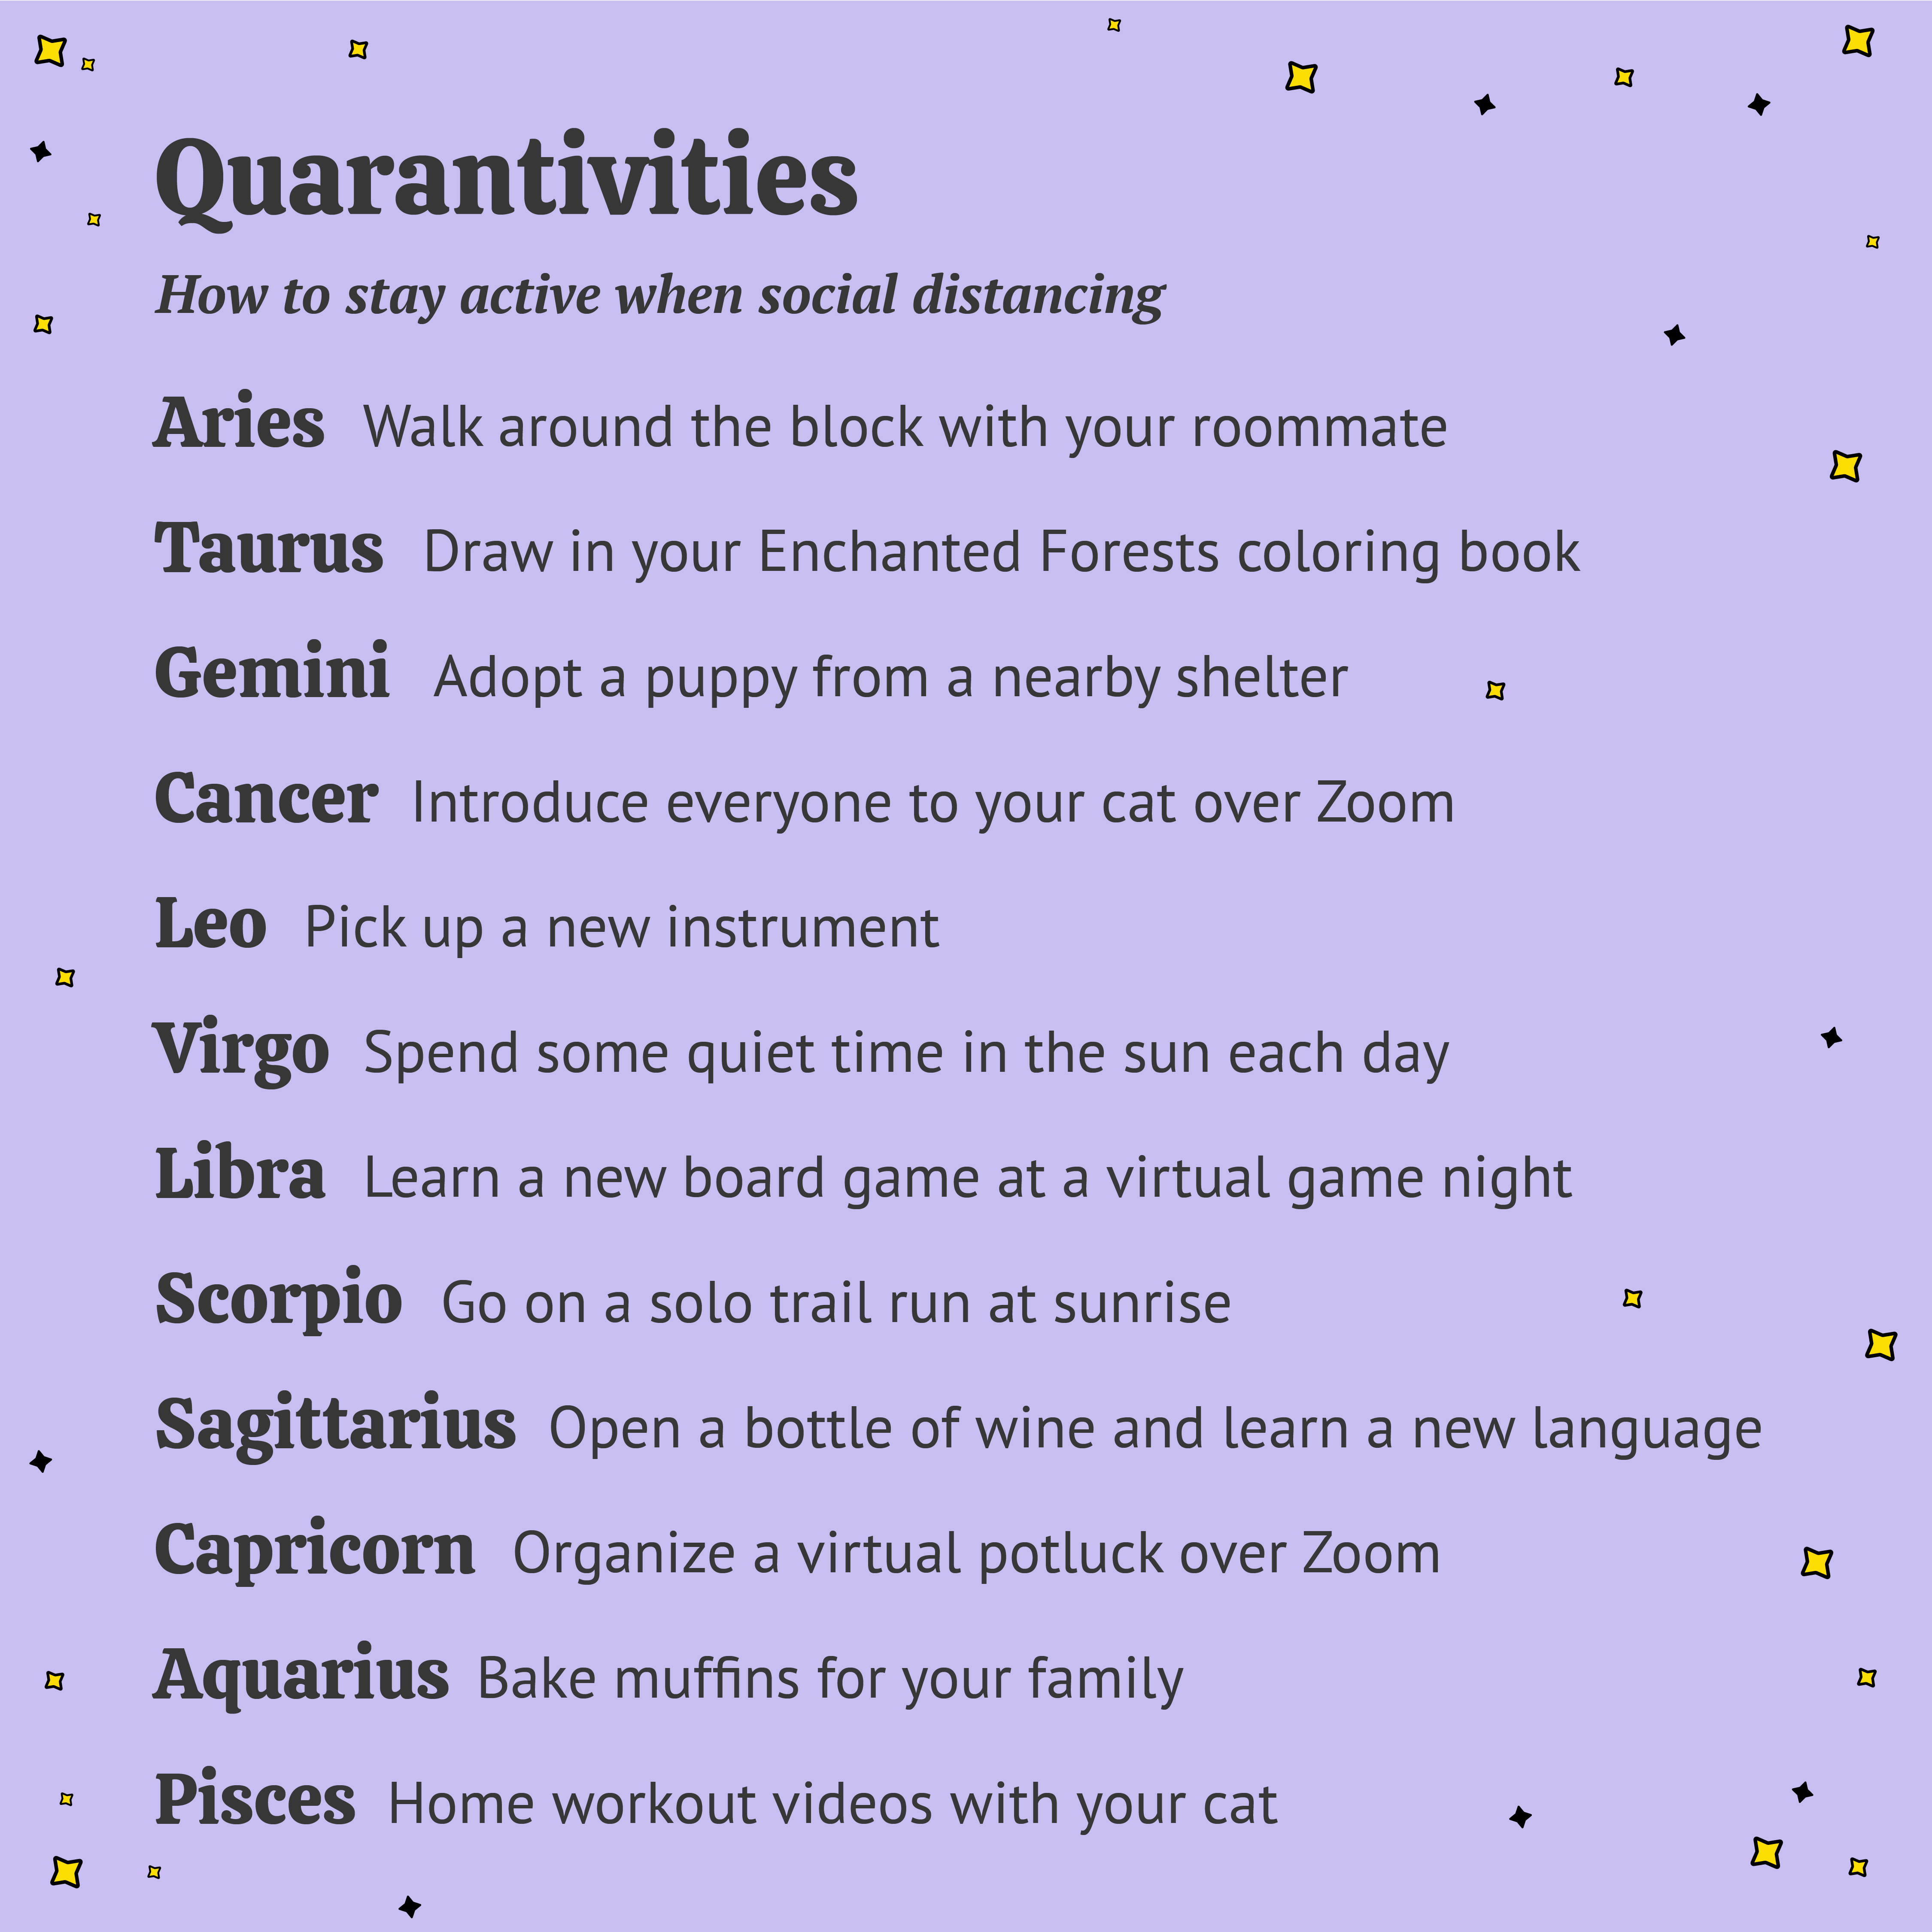 Quarantivities
How to stay active when social distancing
Aries Walk around the block with your roommate
Taurus Draw in your Enchanted Forests coloring book
Gemini Adopt a puppy from a nearby shelter
Cancer Introduce everyone to your cat over Zoom
Leo Pick up a new instrument
Virgo Spend some quiet time in the sun each day
Libra Learn a new board game at a virtual game night
Scorpio Go on a solo trail run at sunrise
Sagittarius Open a bottle of wine and learn a new language
Capricorn Organize a virtual potluck over Zoom
Aquarius Bake muffins for your family
Pisces Home workout videos with your cat